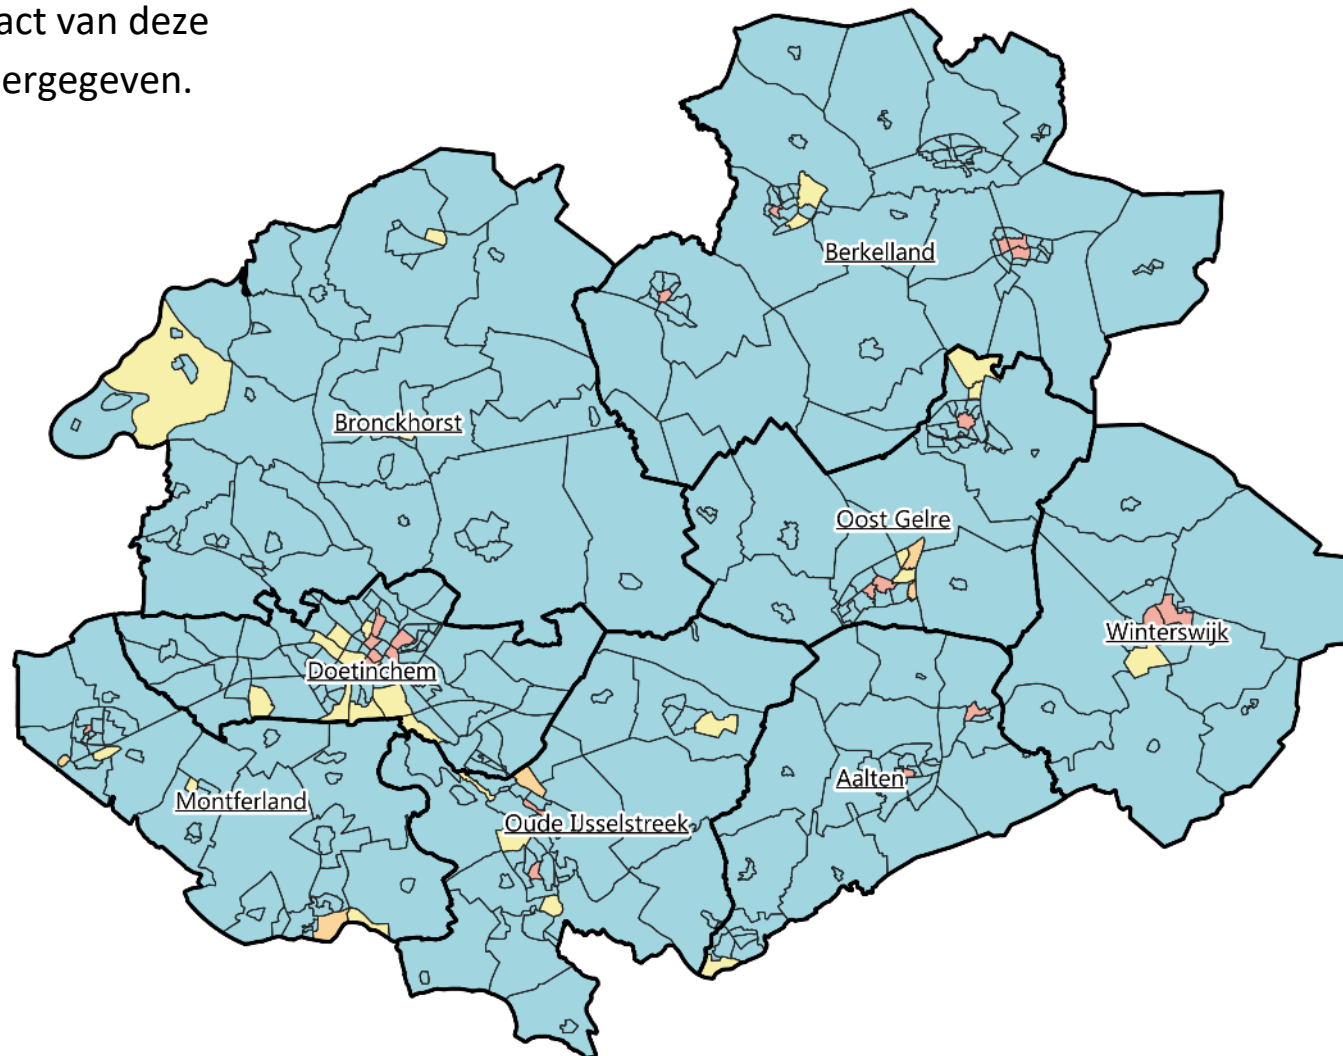 act van deze
ergegeven.
Berkelland
Bronckhorst
Oost Gelre
Winterswijk
Doetinchem
Aalten
Montferland
Oude IJsselstreek